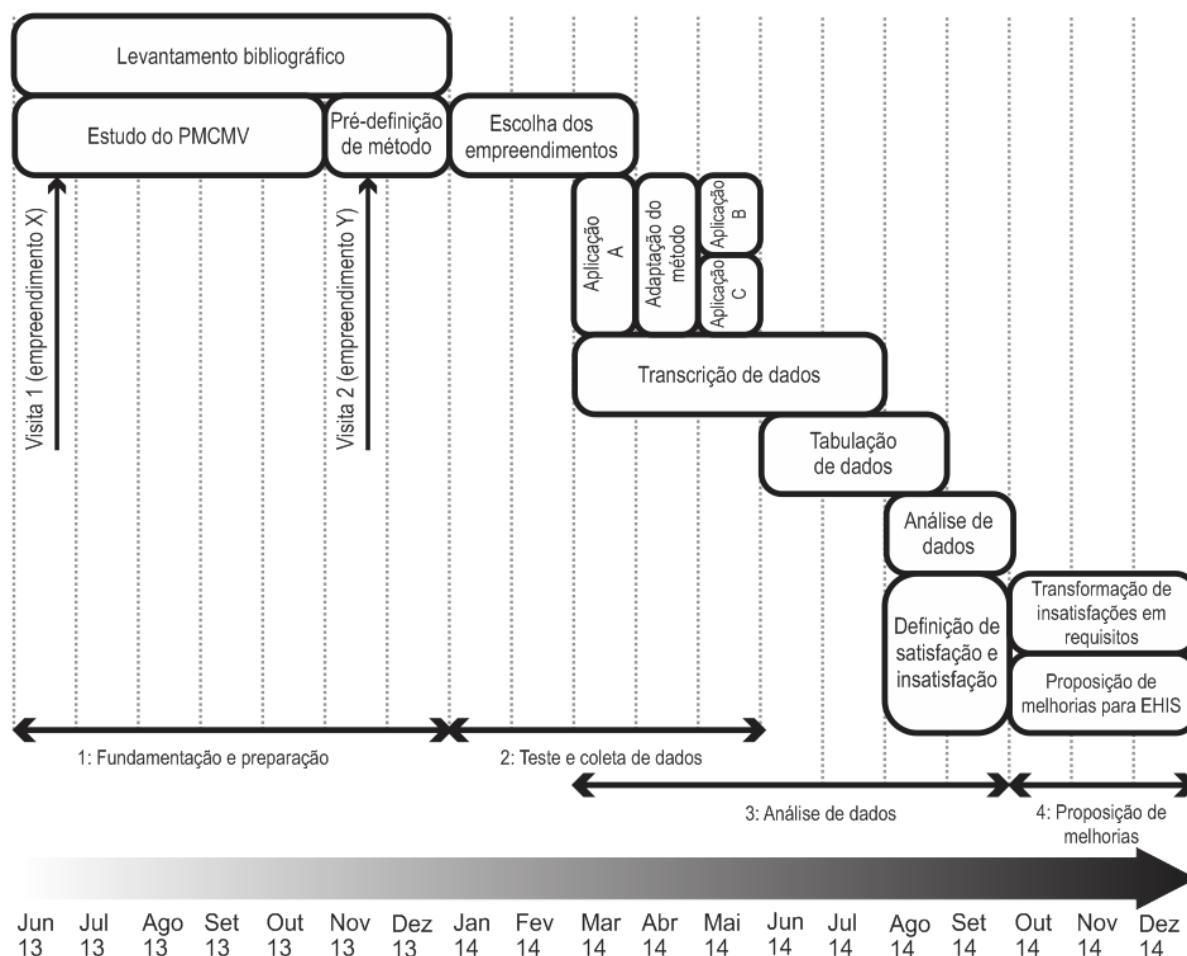 Levantamento bibliográfico
Estudo do PMCMV
Pré-definição
de método
Escolha dos
empreendimentos
Visita 1 (empreendimento X)
Visita 2 (empreendimento Y)
Aplicação
A
Adaptação do
método
Aplicação
B
Aplicação
C
Transcrição de dados
Tabulação
de dados
Análise de
dados
Definição de
satisfação e
insatisfação
Transformação de
insatisfações em
requisitos
Proposição de
melhorias para EHIS
1: Fundamentação e preparação
2: Teste e coleta de dados
3: Análise de dados
4: Proposição de
melhorias
Jun Jul Ago Set Out Nov Dez Jan Fev Mar Abr Mai Jun Jul Ago Set Out Nov Dez
13 13 13 13 13 13 13 14 14 14 14 14 14 14 14 14 14 14 14